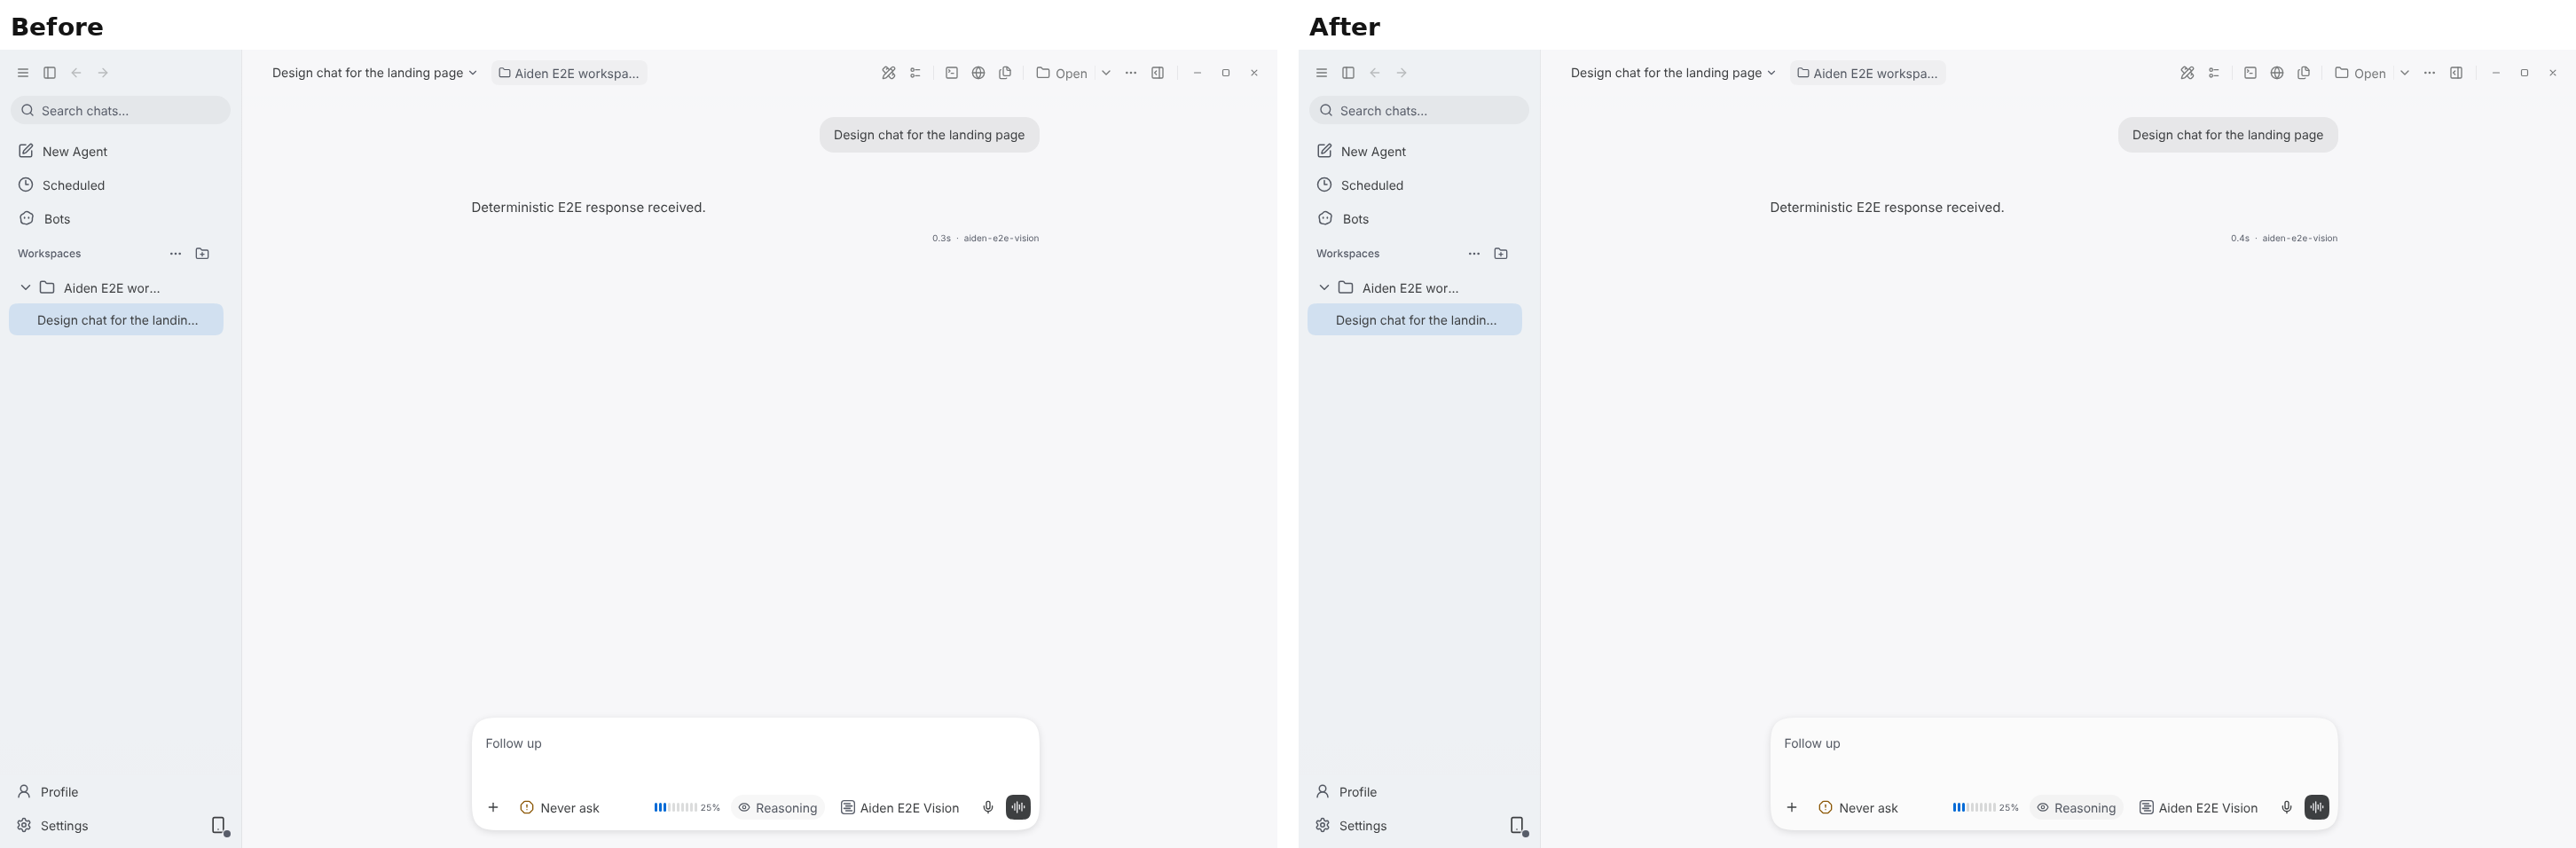 Before
Design chat for the landing page
Aiden E2E workspa...
Open
Search chats...
New Agent
Scheduled
Bots
Workspaces
Aiden E2E wor...
Design chat for the landin...
Profile
Settings
Design chat for the landing page
Deterministic E2E response received.
0.3s · aiden-e2e-vision
Follow up
Never ask
25%
Reasoning
Aiden E2E Vision
After
Design chat for the landing page
Aiden E2E workspa...
Open
Search chats...
New Agent
Scheduled
Bots
Workspaces
Aiden E2E wor...
Design chat for the landin...
Profile
Settings
Design chat for the landing page
Deterministic E2E response received.
0.4s · aiden-e2e-vision
Follow up
Never ask
25%
Reasoning
Aiden E2E Vision